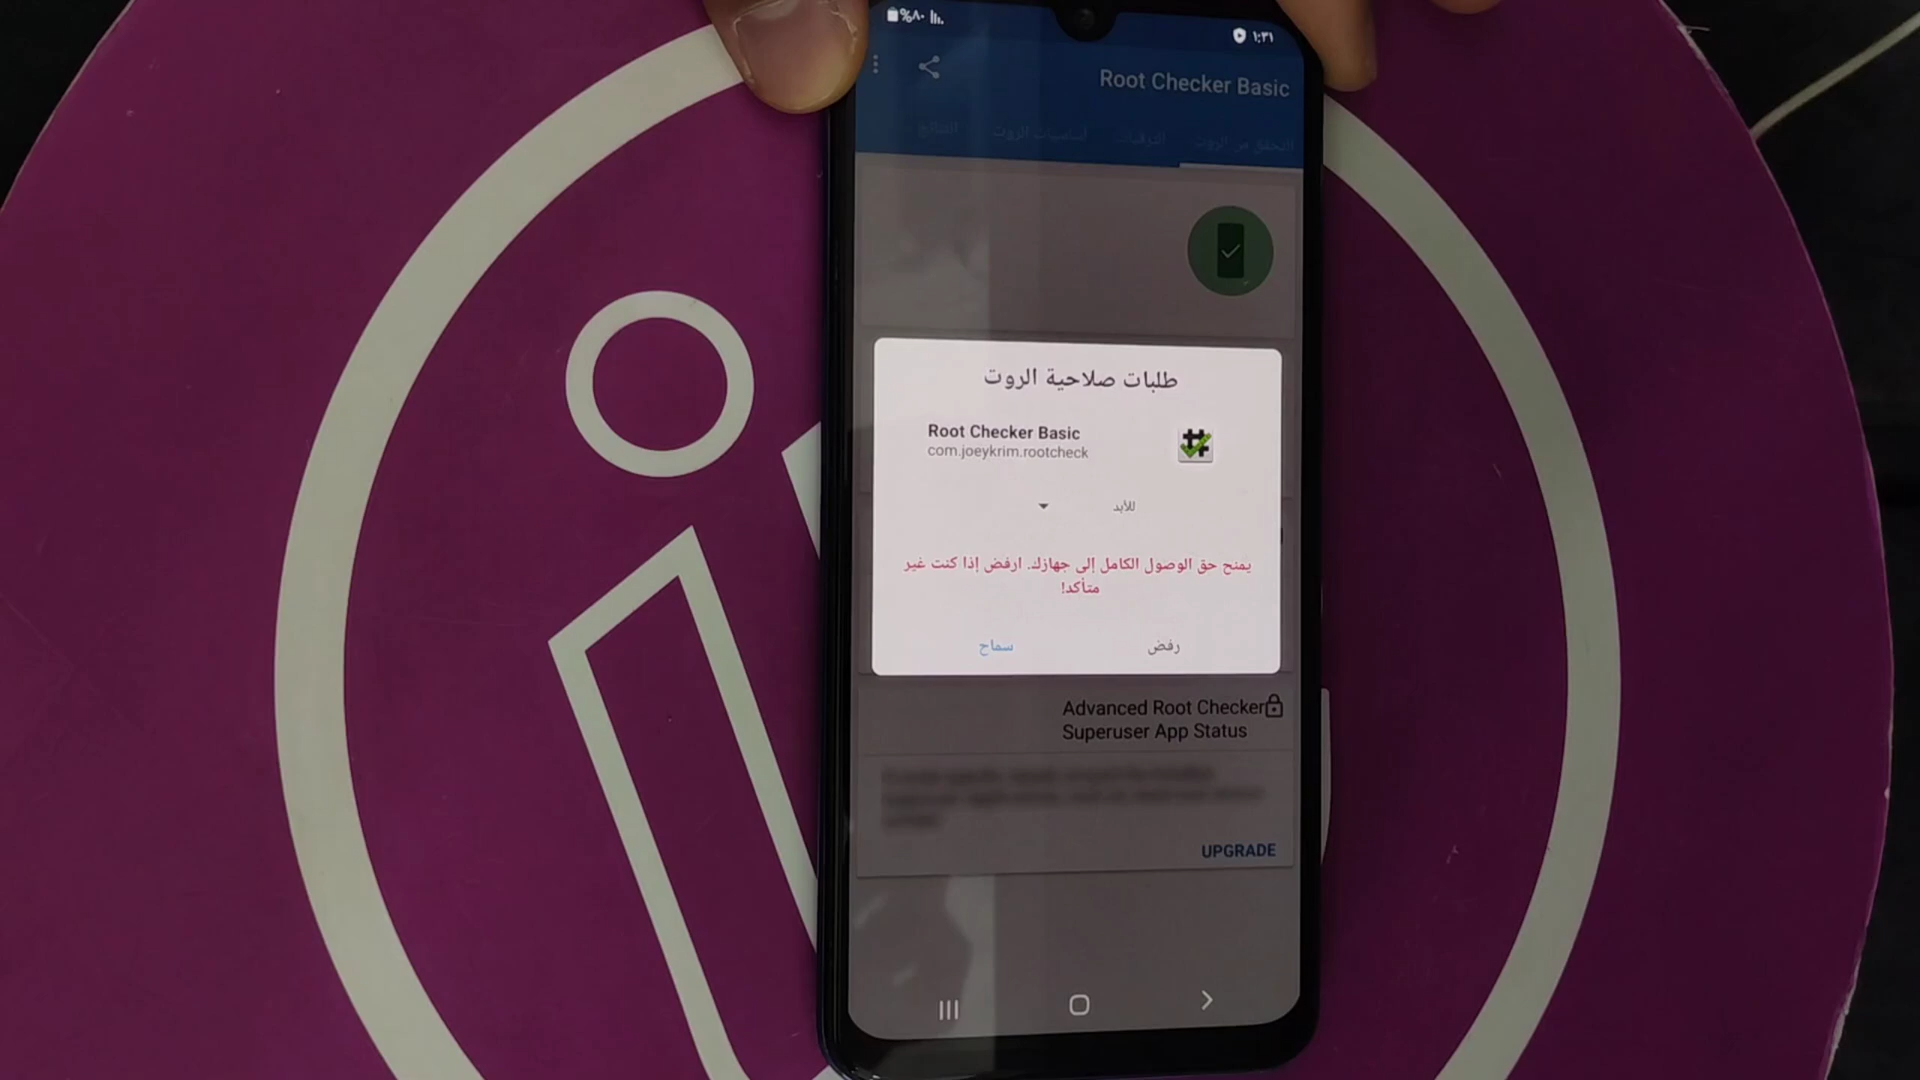 %٨٠
١:٣١
Root Checker Basic
التحقق من الروت
الترقيات
أساسيات الروت
النتائج
طلبات صلاحية الروت
Root Checker Basic
com.joeykrim.rootcheck
للأبد
يمنح حق الوصول الكامل إلى جهازك. ارفض إذا كنت غير
متأكد!
رفض
سماح
Advanced Root Checker
Superuser App Status
UPGRADE